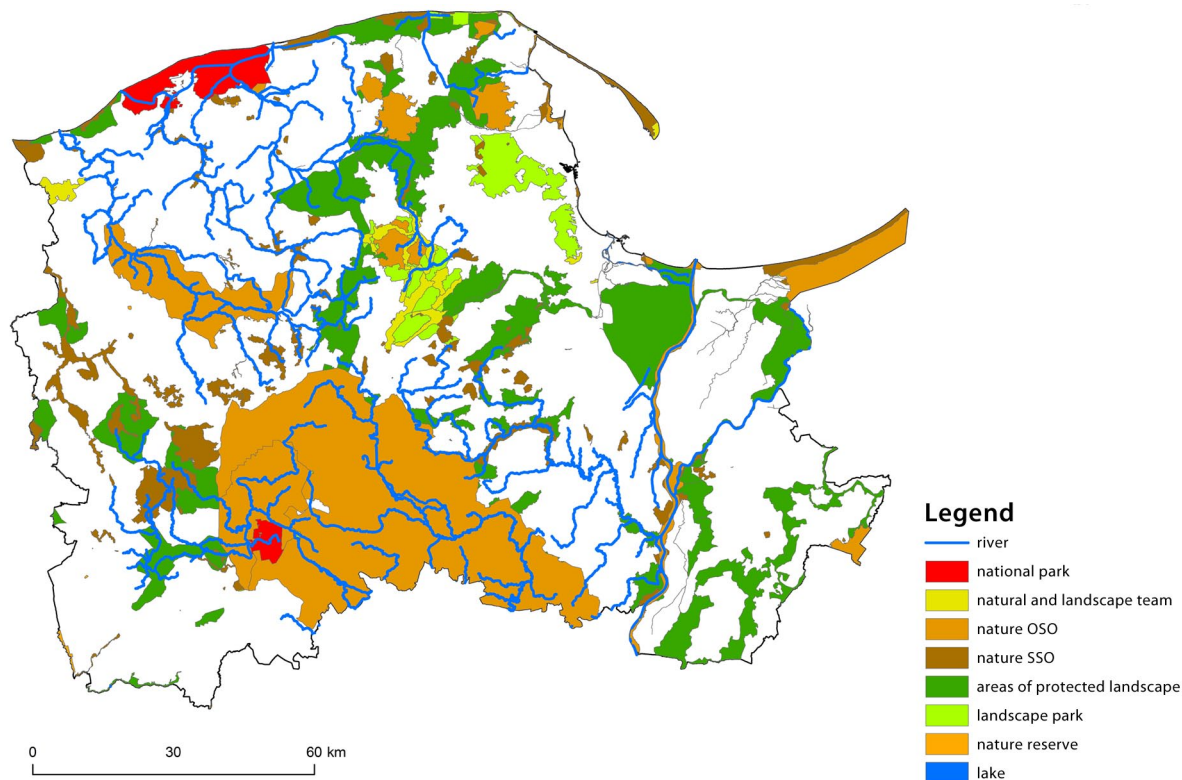 Legend
river
national park
natural and landscape team
nature OSO
nature SSO
areas of protected landscape
landscape park
nature reserve
lake
0 30 60 km